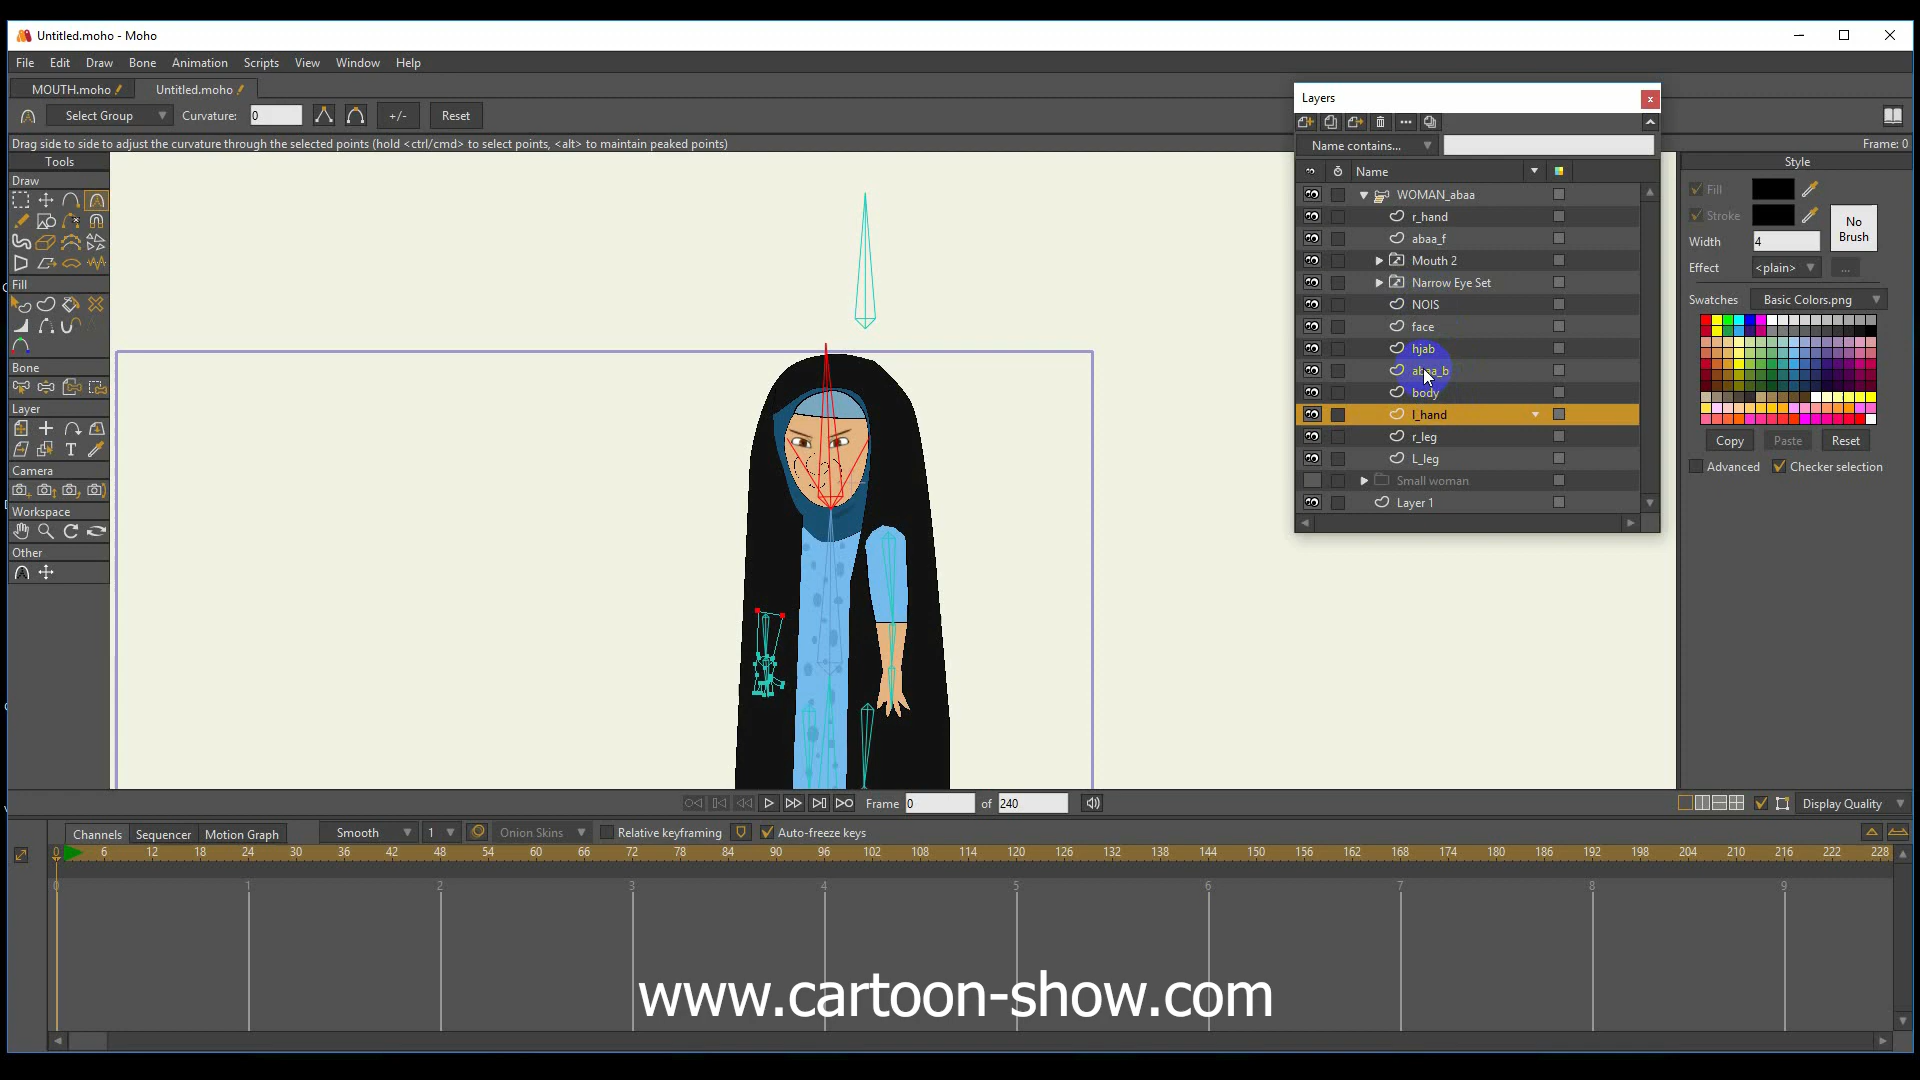 Untitled.moho - Moho
File Edit Draw Bone Animation Scripts View Window Help
MOUTH.moho Untitled.moho
Select Group Curvature: 0 +/- Reset
Drag side to side to adjust the curvature through the selected points (hold <ctrl/cmd> to select points, <alt> to maintain peaked points)
Frame: 0
Tools
Draw
Fill
Bone
Layer
Camera
Workspace
Other
Layers
Name contains...
Name
WOMAN_abaa
r_hand
abaa_f
Mouth 2
Narrow Eye Set
NOIS
face
hjab
abaa_b
body
l_hand
r_leg
L_leg
Small woman
Layer 1
Style
Fill
Stroke
No Brush
Width 4
Effect <plain> ...
Swatches Basic Colors.png
Copy Paste Reset
Advanced Checker selection
Frame 0 of 240
Display Quality
Channels Sequencer Motion Graph Smooth 1 Onion Skins Relative keyframing Auto-freeze keys
0 6 12 18 24 30 36 42 48 54 60 66 72 78 84 90 96 102 108 114 120 126 132 138 144 150 156 162 168 174 180 186 192 198 204 210 216 222 228
0 1 2 3 4 5 6 7 8 9
www.cartoon-show.com